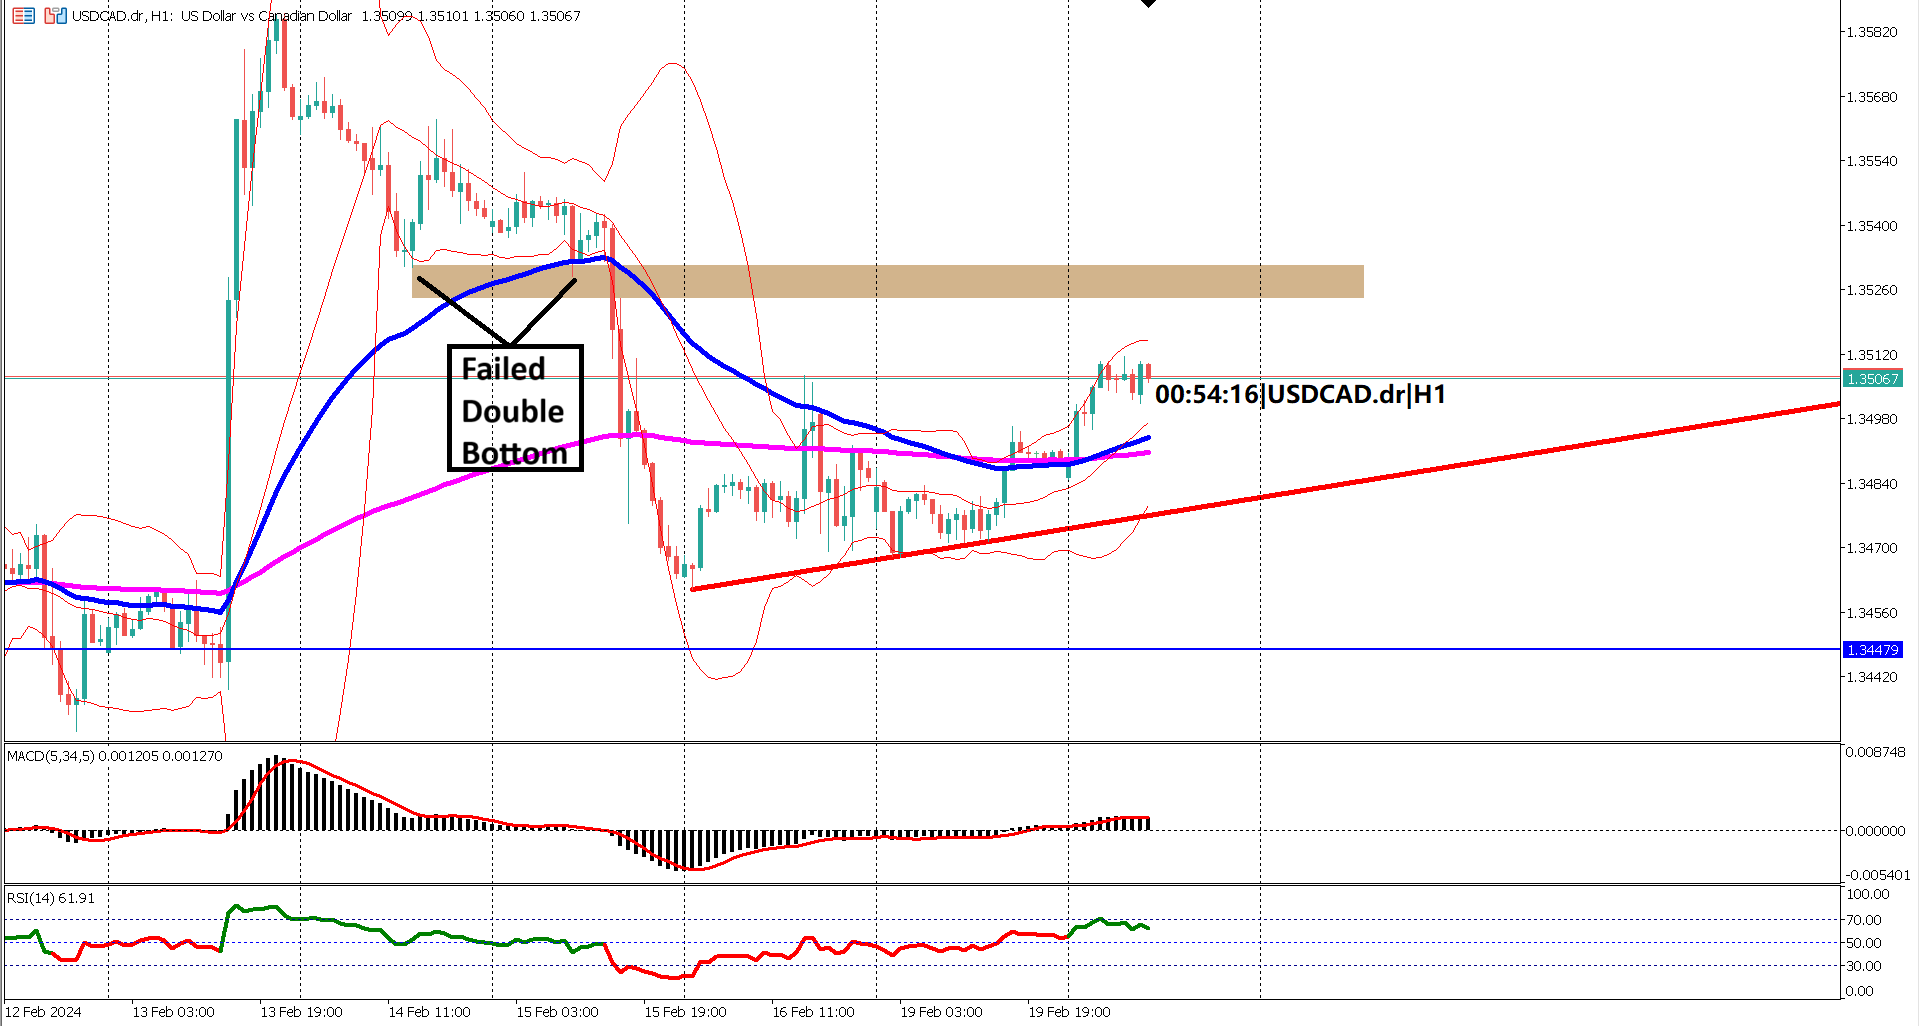 USDCAD.dr, H1: US Dollar vs Canadian Dollar 1.35099 1.35101 1.35060 1.35067
1.35820
1.35680
1.35540
1.35400
1.35260
1.35120
1.35067
1.34980
1.34840
1.34700
1.34560
1.34479
1.34420
Failed
Double
Bottom
00:54:16|USDCAD.dr|H1
MACD(5,34,5) 0.001205 0.001270
0.008748
0.000000
-0.005401
RSI(14) 61.91
100.00
70.00
50.00
30.00
0.00
12 Feb 2024 13 Feb 03:00 13 Feb 19:00 14 Feb 11:00 15 Feb 03:00 15 Feb 19:00 16 Feb 11:00 19 Feb 03:00 19 Feb 19:00